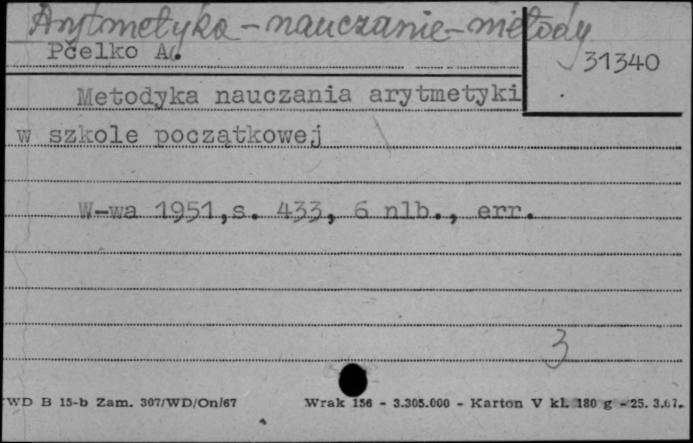 Arytmetyka - nauczanie - metody
Pčelko A.
31340
Metodyka nauczania arytmetyki
w szkole początkowej
W-wa 1951, s. 433, 6 nlb., err.
3
WD B 15-b Zam. 307/WD/On/67 Wrak 156 - 3.305.000 - Karton V kl. 180 g - 25. 3.67.